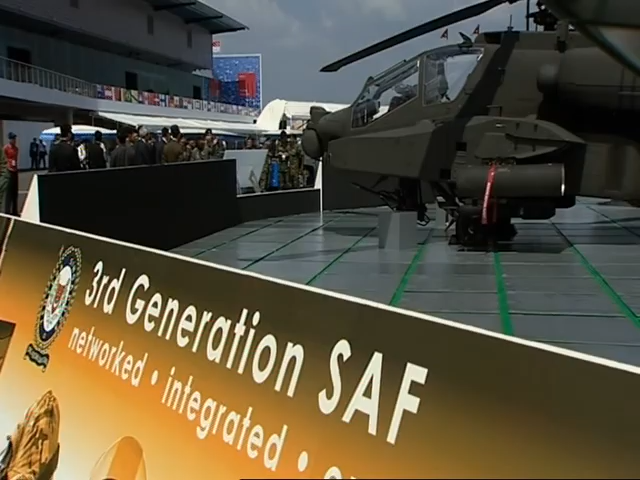 3rd Generation SAF
networked • integrated •